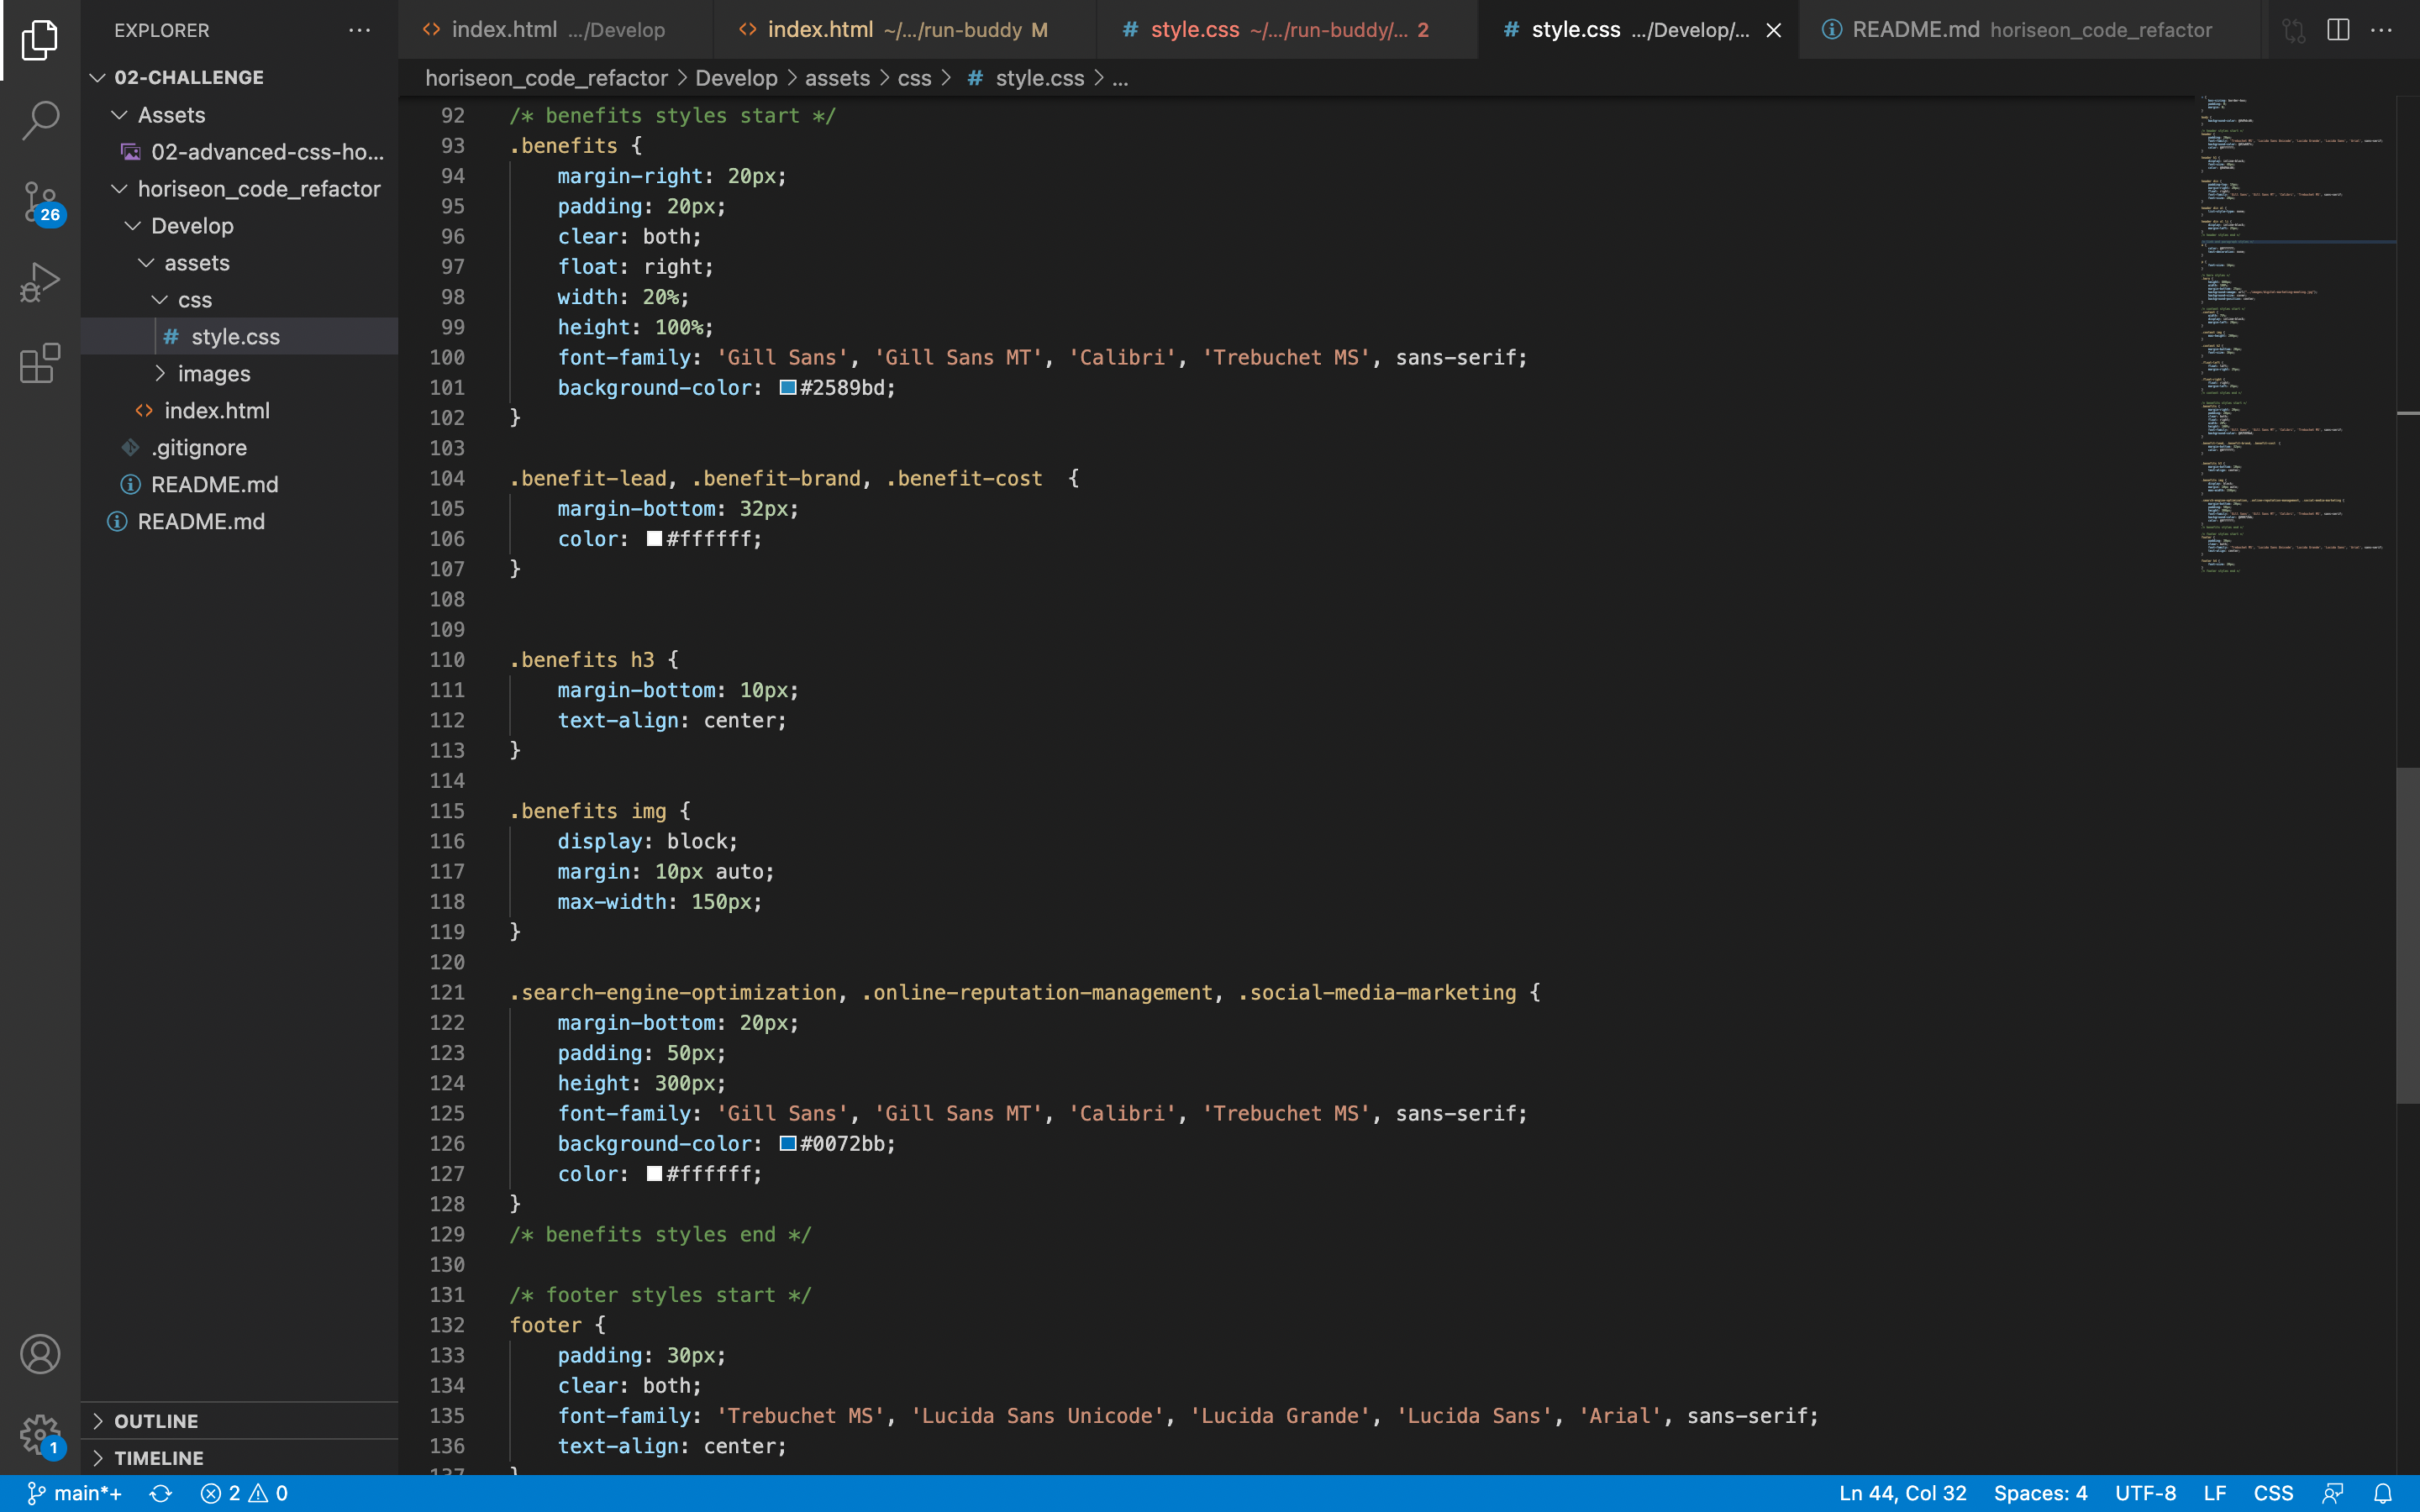 EXPLORER
02-CHALLENGE
Assets
02-advanced-css-ho...
horiseon_code_refactor
Develop
assets
css
# style.css
images
index.html
.gitignore
README.md
README.md
OUTLINE
TIMELINE
26
1
index.html .../Develop
index.html ~/.../run-buddy M
# style.css ~/.../run-buddy/... 2
# style.css .../Develop/...
README.md horiseon_code_refactor
horiseon_code_refactor > Develop > assets > css > # style.css > ...
92 /* benefits styles start */
93 .benefits {
94 margin-right: 20px;
95 padding: 20px;
96 clear: both;
97 float: right;
98 width: 20%;
99 height: 100%;
100 font-family: 'Gill Sans', 'Gill Sans MT', 'Calibri', 'Trebuchet MS', sans-serif;
101 background-color: #2589bd;
102 }
103
104 .benefit-lead, .benefit-brand, .benefit-cost  {
105 margin-bottom: 32px;
106 color: #ffffff;
107 }
108
109
110 .benefits h3 {
111 margin-bottom: 10px;
112 text-align: center;
113 }
114
115 .benefits img {
116 display: block;
117 margin: 10px auto;
118 max-width: 150px;
119 }
120
121 .search-engine-optimization, .online-reputation-management, .social-media-marketing {
122 margin-bottom: 20px;
123 padding: 50px;
124 height: 300px;
125 font-family: 'Gill Sans', 'Gill Sans MT', 'Calibri', 'Trebuchet MS', sans-serif;
126 background-color: #0072bb;
127 color: #ffffff;
128 }
129 /* benefits styles end */
130
131 /* footer styles start */
132 footer {
133 padding: 30px;
134 clear: both;
135 font-family: 'Trebuchet MS', 'Lucida Sans Unicode', 'Lucida Grande', 'Lucida Sans', 'Arial', sans-serif;
136 text-align: center;
137 }
main*+ 2 0 Ln 44, Col 32 Spaces: 4 UTF-8 LF CSS